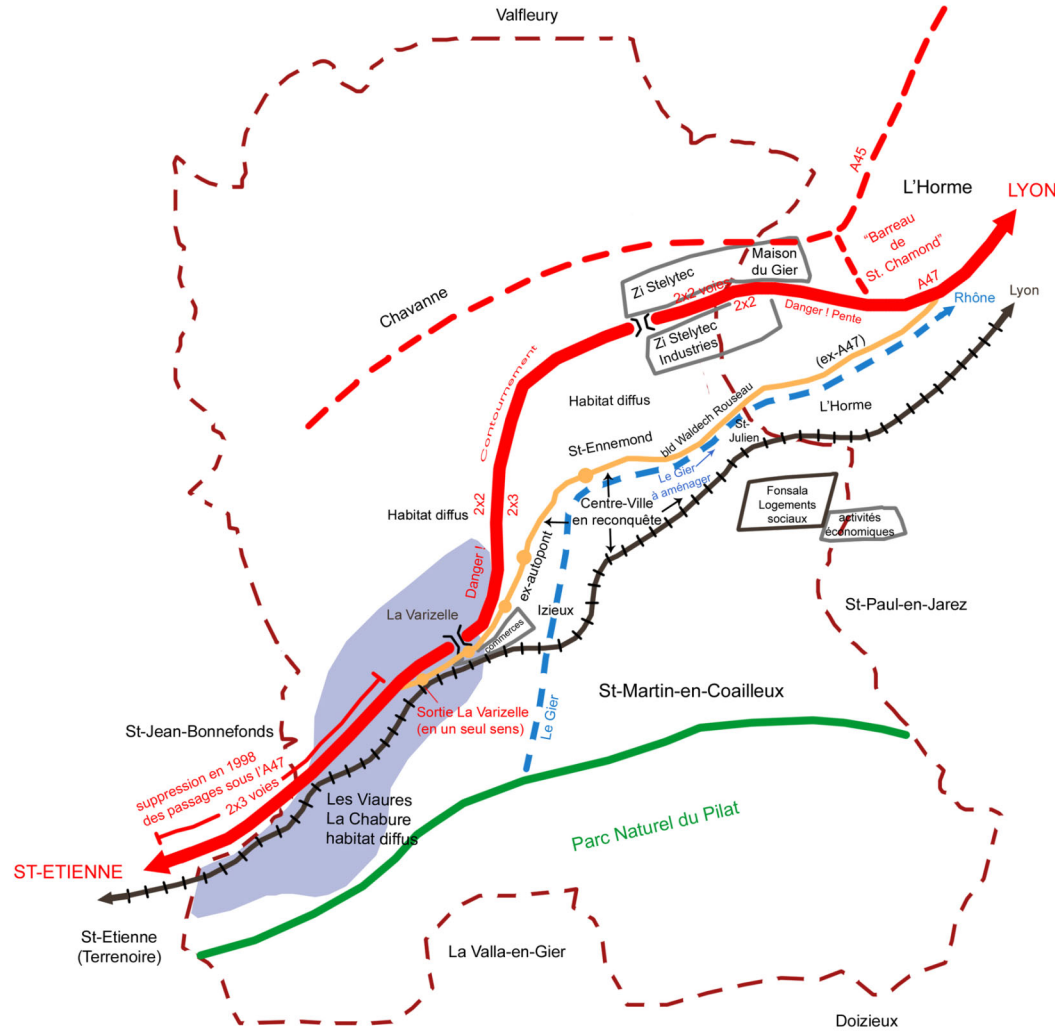 Valfleury
A45
L'Horme
LYON
"Barreau
de
St. Chamond"
Maison
du Gier
Zi Stelytec
2x2 voies
2x2
A47
Danger ! Pente
Rhône
Lyon
Chavanne
Zi Stelytec
Industries
(ex-A47)
Contournement
Habitat diffus
L'Horme
bld Waldech Rouseau
St-Ennemond
St-
Julien
Le Gier
à aménager
2x2
2x3
Habitat diffus
Centre-Ville
en reconquête
Fonsala
Logements
sociaux
activités
économiques
Danger !
ex-autopont
La Varizelle
Izieux
commerces
St-Paul-en-Jarez
St-Martin-en-Coailleux
Le Gier
Sortie La Varizelle
(en un seul sens)
St-Jean-Bonnefonds
suppression en 1998
des passages sous l'A47
2x3 voies
Les Viaures
La Chabure
habitat diffus
Parc Naturel du Pilat
ST-ETIENNE
St-Etienne
(Terrenoire)
La Valla-en-Gier
Doizieux